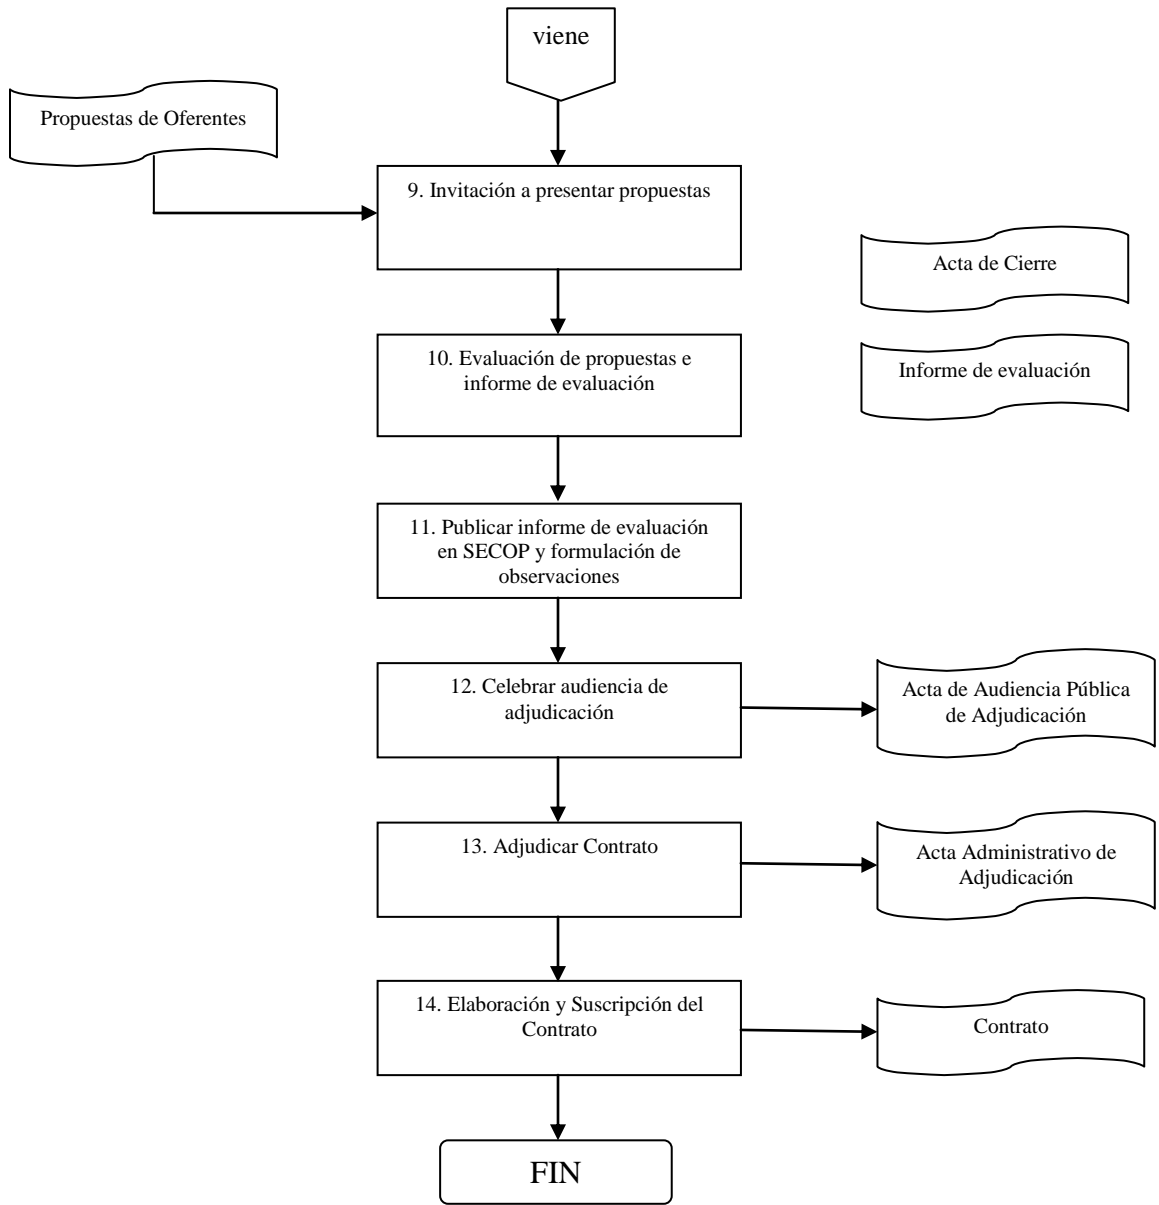 viene
Propuestas de Oferentes
9. Invitación a presentar propuestas
Acta de Cierre
10. Evaluación de propuestas e
informe de evaluación
Informe de evaluación
11. Publicar informe de evaluación
en SECOP y formulación de
observaciones
12. Celebrar audiencia de
adjudicación
Acta de Audiencia Pública
de Adjudicación
13. Adjudicar Contrato
Acta Administrativo de
Adjudicación
14. Elaboración y Suscripción del
Contrato
Contrato
FIN